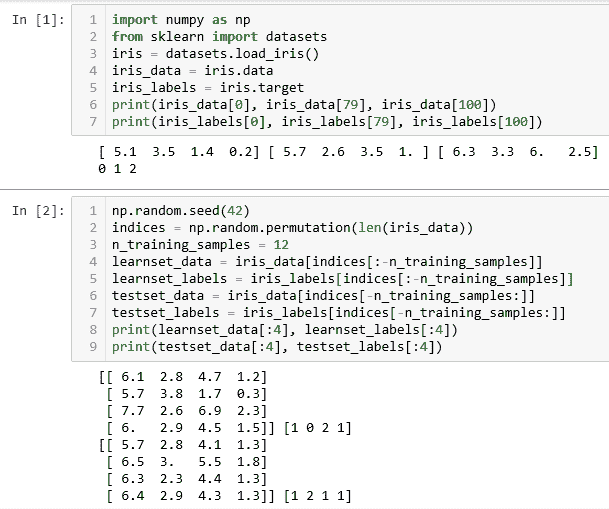 In [1]:
1 import numpy as np
2 from sklearn import datasets
3 iris = datasets.load_iris()
4 iris_data = iris.data
5 iris_labels = iris.target
6 print(iris_data[0], iris_data[79], iris_data[100])
7 print(iris_labels[0], iris_labels[79], iris_labels[100])
[ 5.1  3.5  1.4  0.2] [ 5.7  2.6  3.5  1. ] [ 6.3  3.3  6.   2.5]
0 1 2
In [2]:
1 np.random.seed(42)
2 indices = np.random.permutation(len(iris_data))
3 n_training_samples = 12
4 learnset_data = iris_data[indices[:-n_training_samples]]
5 learnset_labels = iris_labels[indices[:-n_training_samples]]
6 testset_data = iris_data[indices[-n_training_samples:]]
7 testset_labels = iris_labels[indices[-n_training_samples:]]
8 print(learnset_data[:4], learnset_labels[:4])
9 print(testset_data[:4], testset_labels[:4])
[[ 6.1  2.8  4.7  1.2]
 [ 5.7  3.8  1.7  0.3]
 [ 7.7  2.6  6.9  2.3]
 [ 6.   2.9  4.5  1.5]] [1 0 2 1]
[[ 5.7  2.8  4.1  1.3]
 [ 6.5  3.   5.5  1.8]
 [ 6.3  2.3  4.4  1.3]
 [ 6.4  2.9  4.3  1.3]] [1 2 1 1]